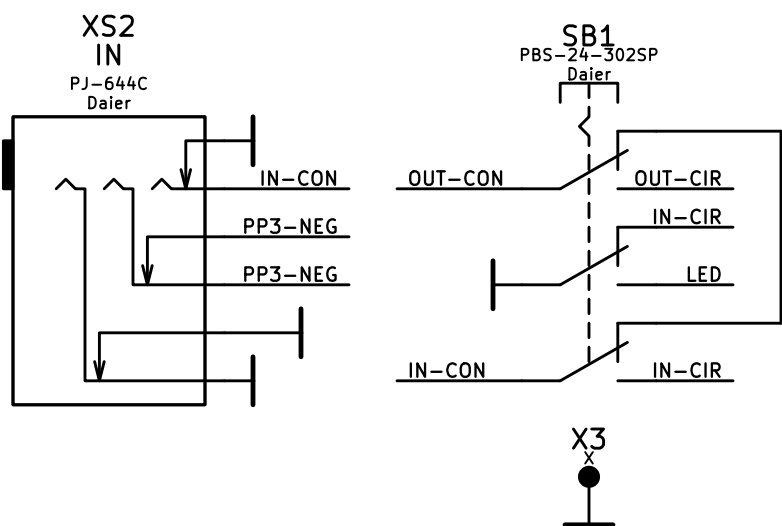 XS2
IN
PJ-644C
Daier
IN-CON
PP3-NEG
PP3-NEG
SB1
PBS-24-302SP
Daier
OUT-CON
OUT-CIR
IN-CIR
LED
IN-CON
IN-CIR
X3
X